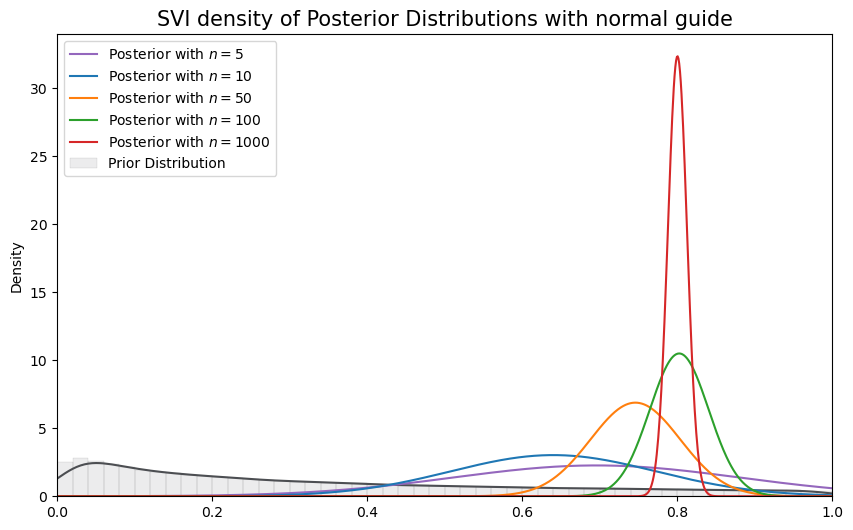 SVI density of Posterior Distributions with normal guide
Posterior with n = 5
Posterior with n = 10
Posterior with n = 50
Posterior with n = 100
Posterior with n = 1000
Prior Distribution
Density
30
25
20
15
10
5
0
0.0 0.2 0.4 0.6 0.8 1.0